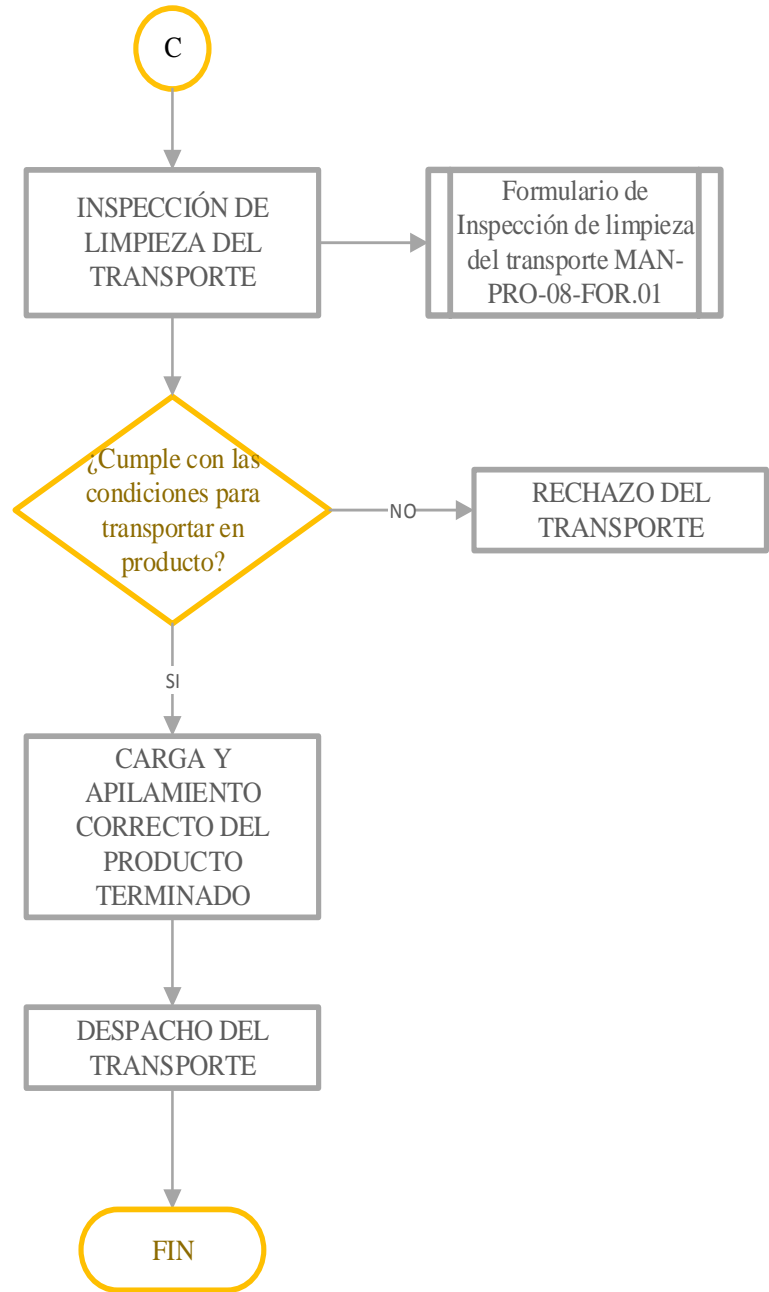 C
INSPECCIÓN DE
LIMPIEZA DEL
TRANSPORTE
Formulario de
Inspección de limpieza
del transporte MAN-
PRO-08-FOR.01
¿Cumple con las
condiciones para
transportar en
producto?
NO
RECHAZO DEL
TRANSPORTE
SI
CARGA Y
APILAMIENTO
CORRECTO DEL
PRODUCTO
TERMINADO
DESPACHO DEL
TRANSPORTE
FIN